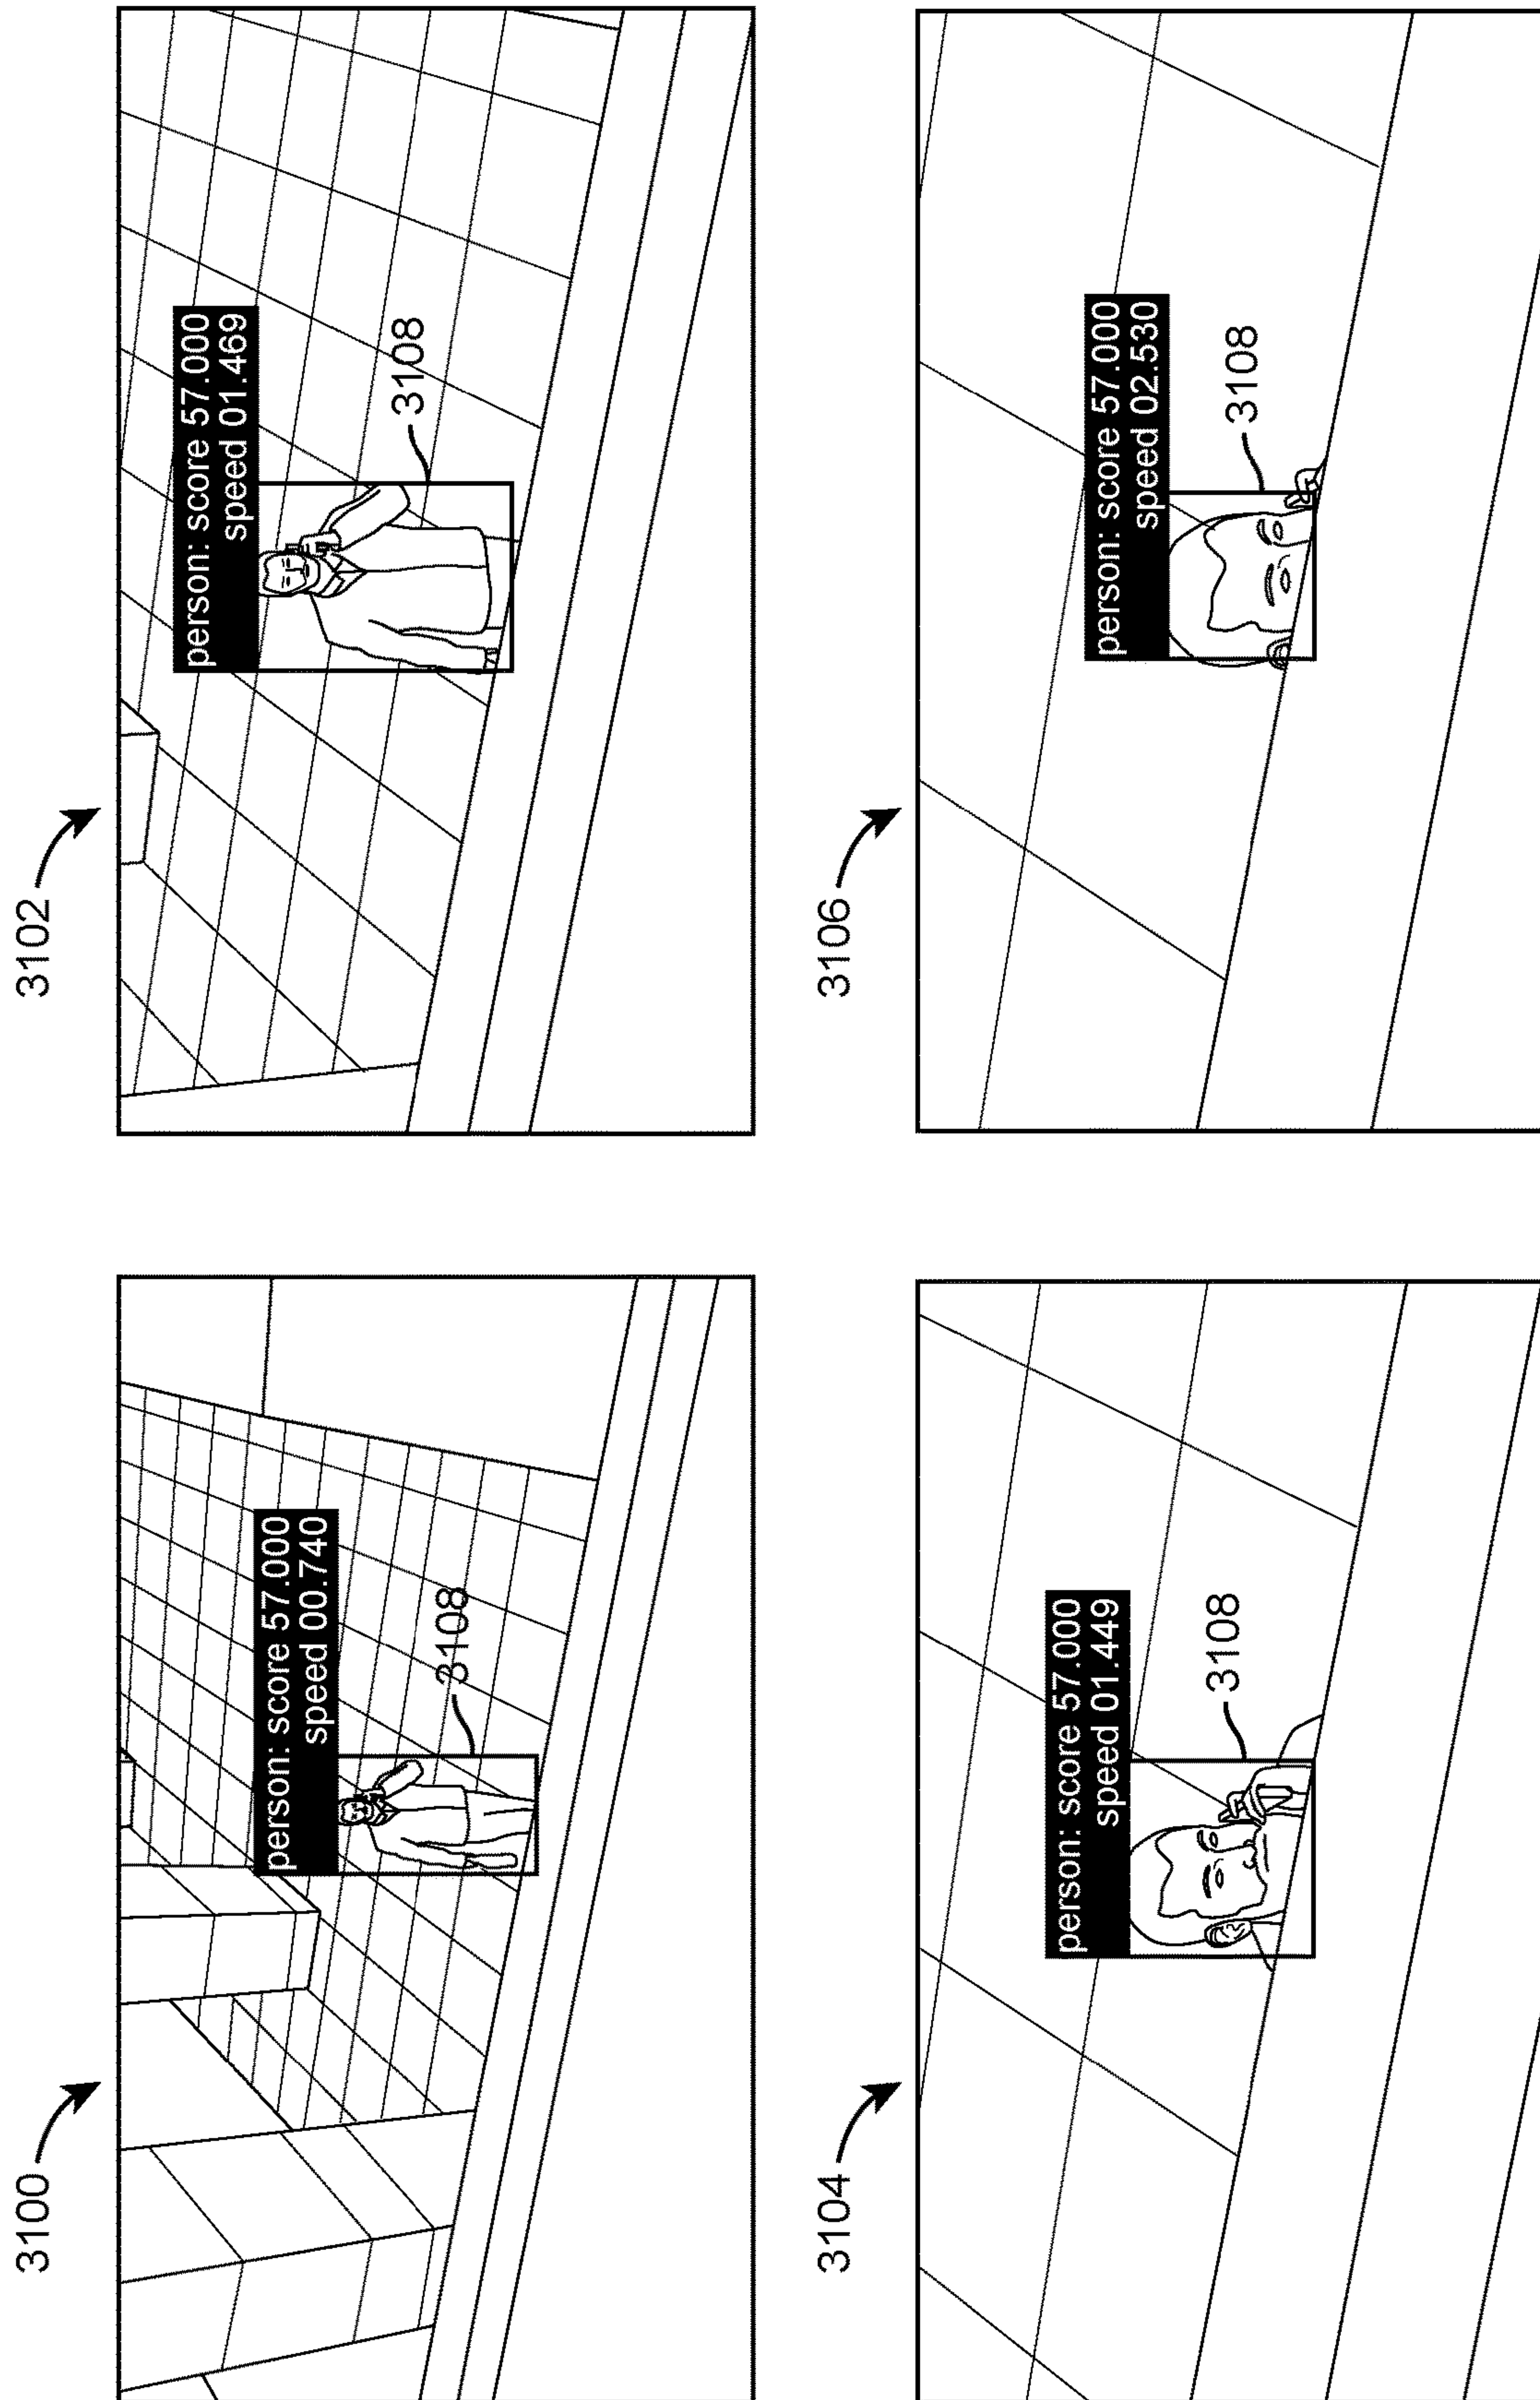 3100
person: score 57.000
speed 00.740
3108
3102
person: score 57.000
speed 01.469
3108
3104
person: score 57.000
speed 01.449
3108
3106
person: score 57.000
speed 02.530
3108